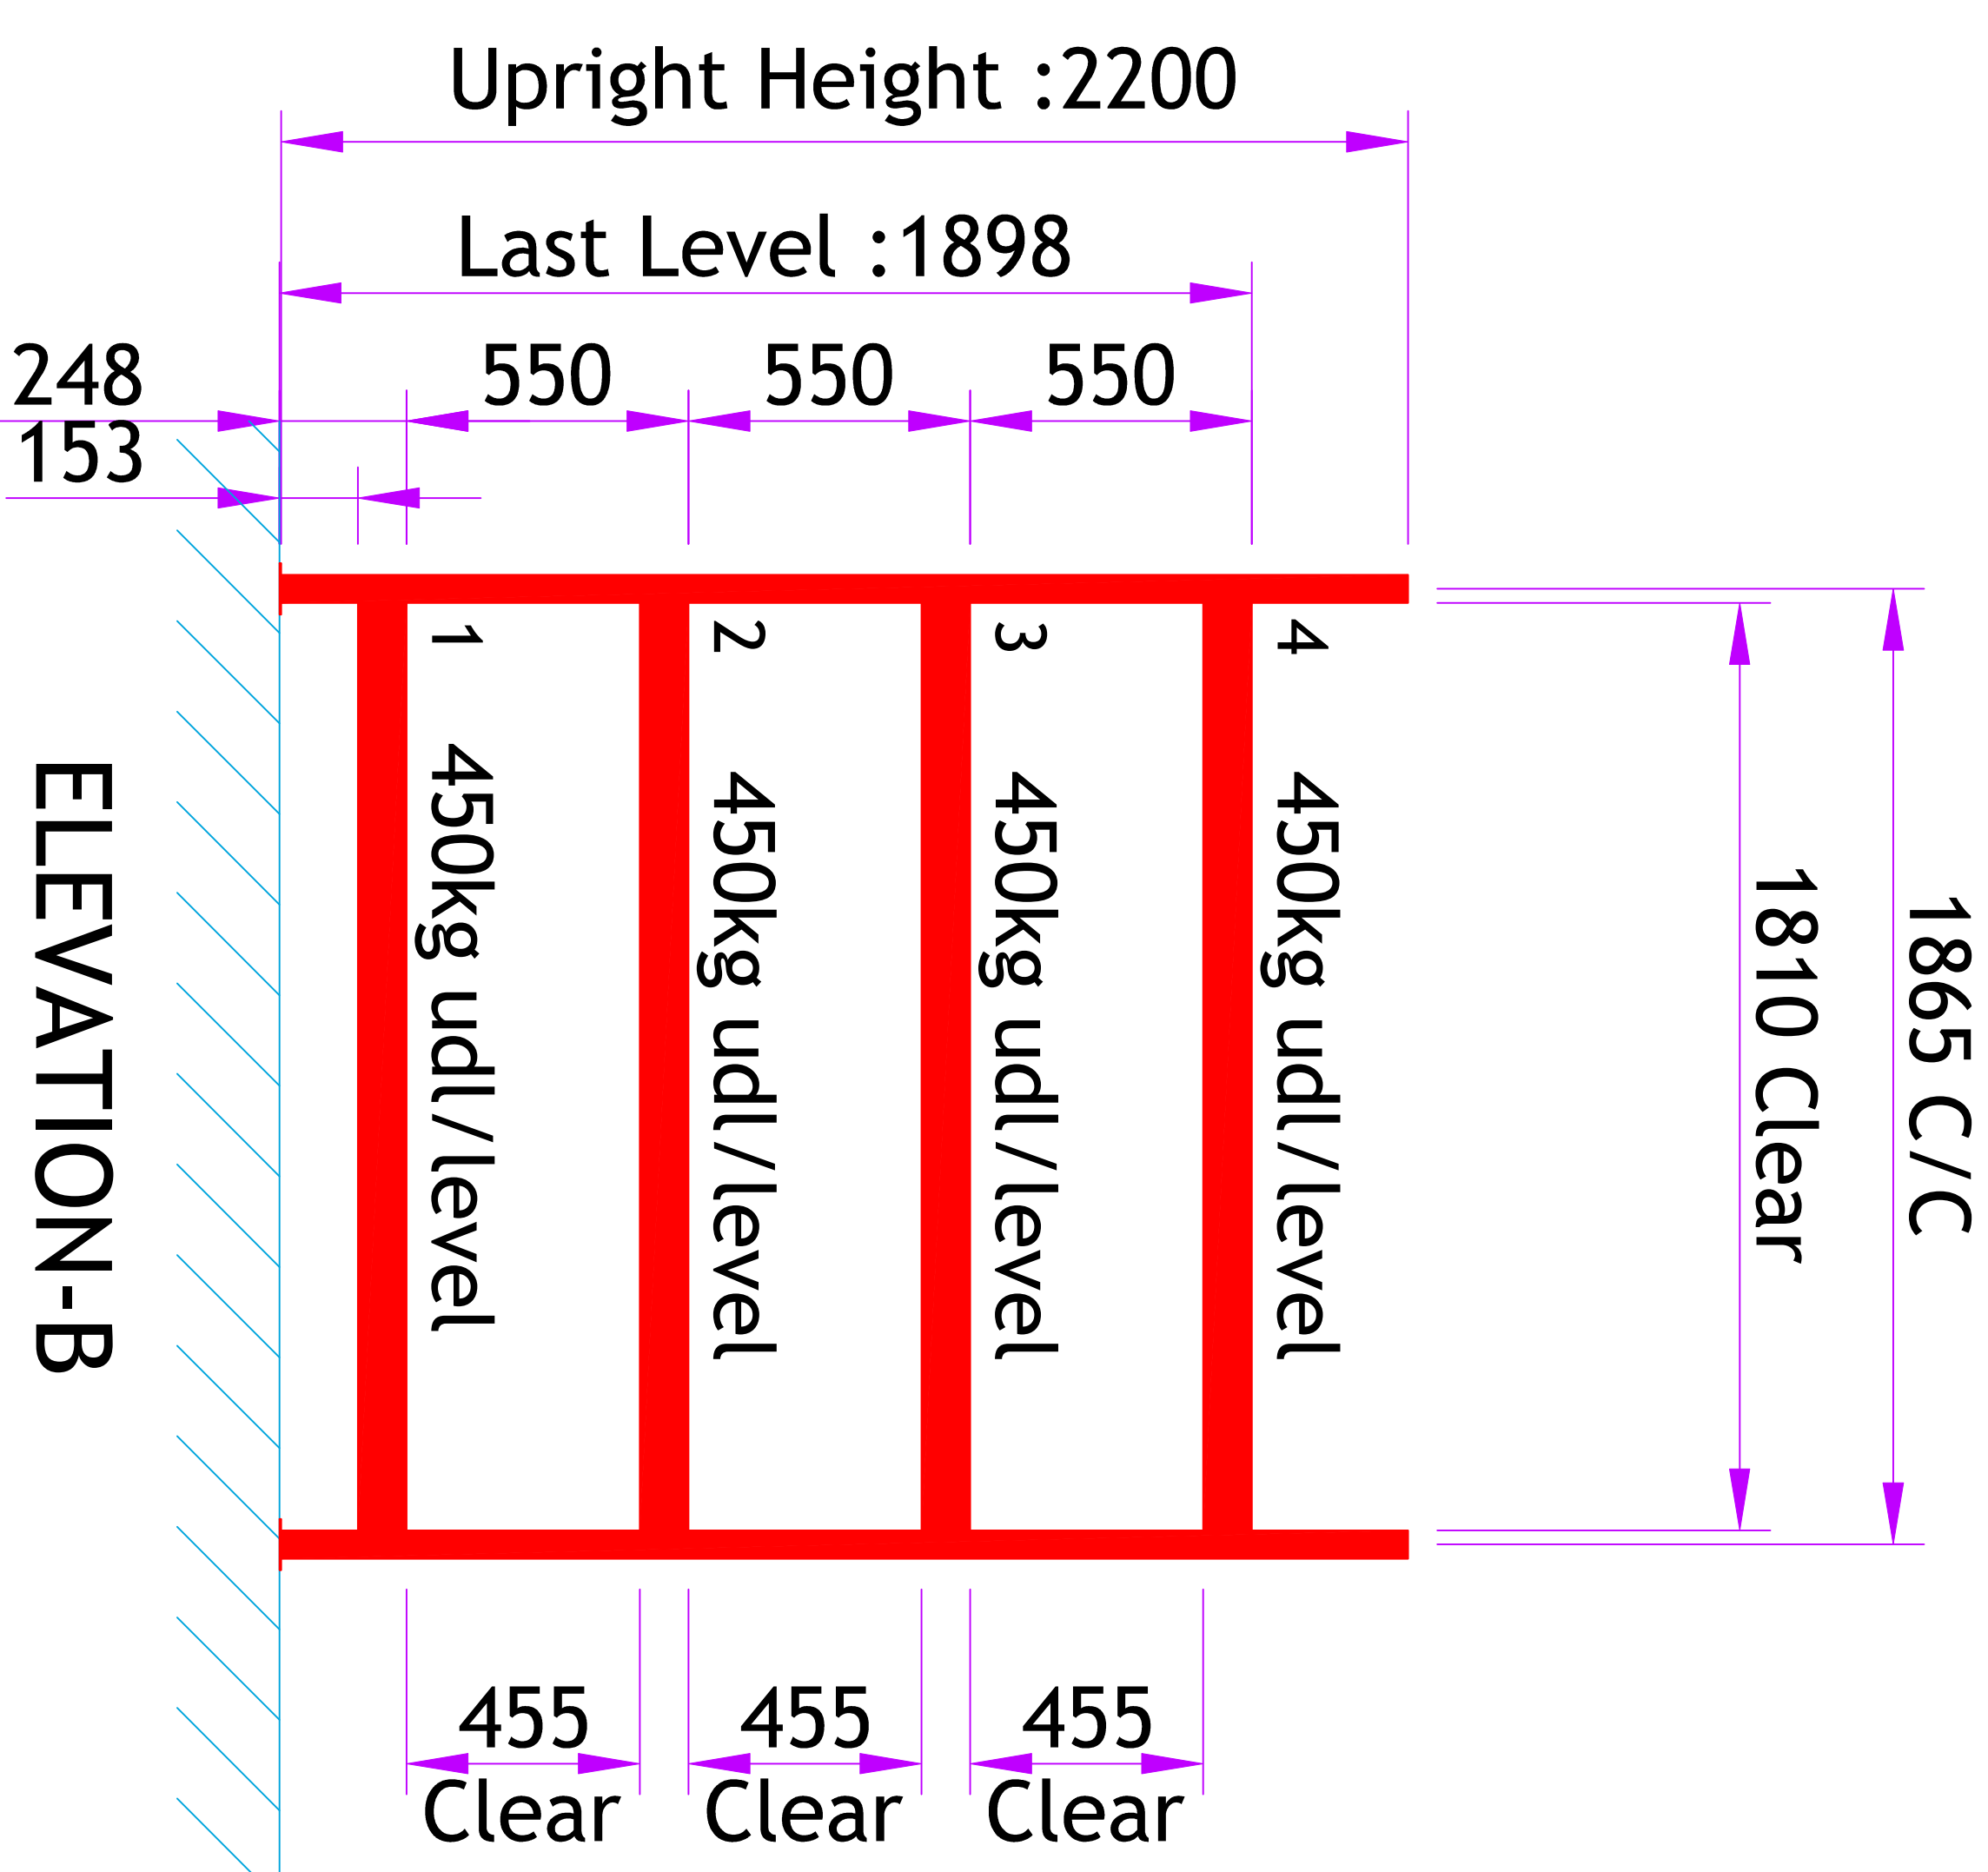 Upright Height :2200
Last Level :1898
248
550
550
550
153
1
2
3
4
450kg udl/level
450kg udl/level
450kg udl/level
450kg udl/level
1810 Clear
1865 C/C
ELEVATION-B
455
Clear
455
Clear
455
Clear